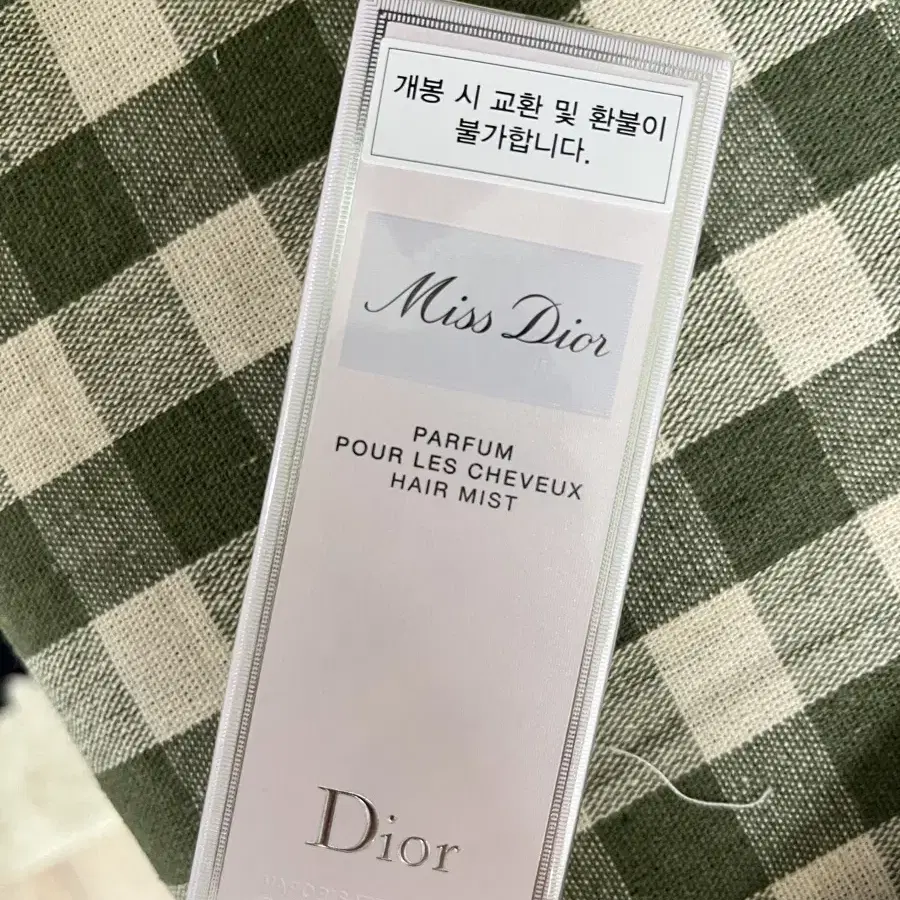 개봉 시 교환 및 환불이
불가합니다.
Miss Dior
PARFUM
POUR LES CHEVEUX
HAIR MIST
Dior